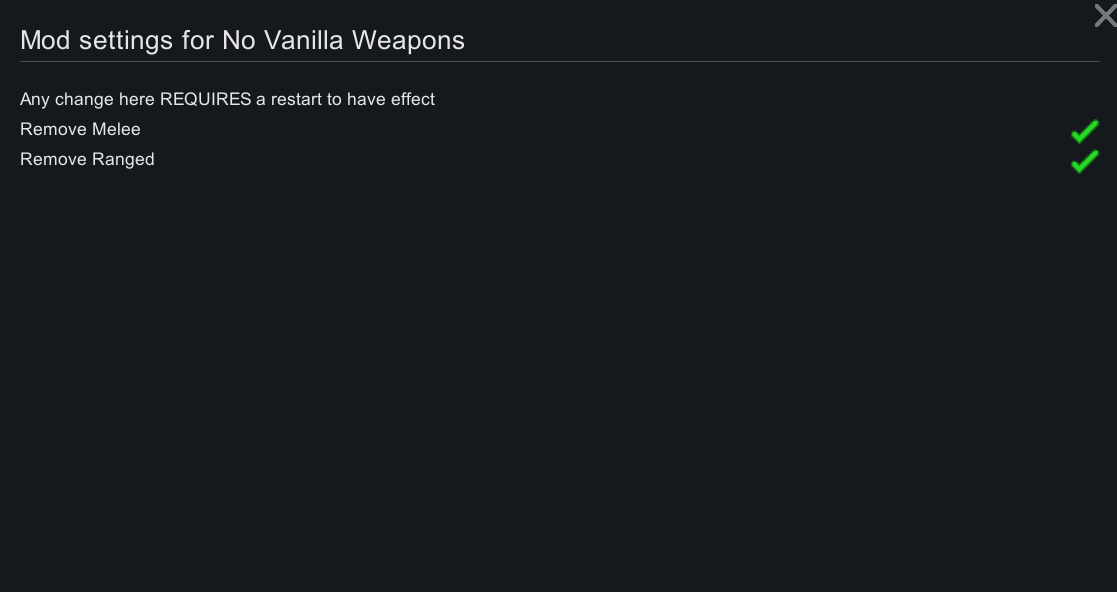 Mod settings for No Vanilla Weapons
Any change here REQUIRES a restart to have effect
Remove Melee
Remove Ranged